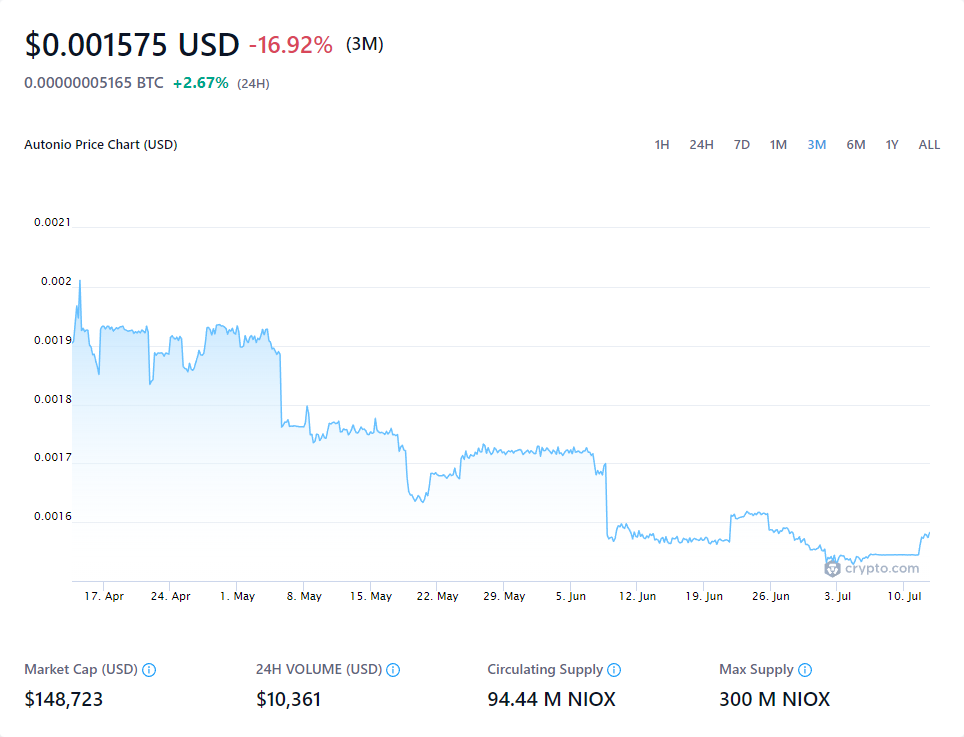 $0.001575 USD -16.92% (3M)
0.00000005165 BTC +2.67% (24H)
Autonio Price Chart (USD) 1H 24H 7D 1M 3M 6M 1Y ALL
0.0021
0.002
0.0019
0.0018
0.0017
0.0016
crypto.com
17. Apr 24. Apr 1. May 8. May 15. May 22. May 29. May 5. Jun 12. Jun 19. Jun 26. Jun 3. Jul 10. Jul
Market Cap (USD) 24H VOLUME (USD) Circulating Supply Max Supply
$148,723 $10,361 94.44 M NIOX 300 M NIOX